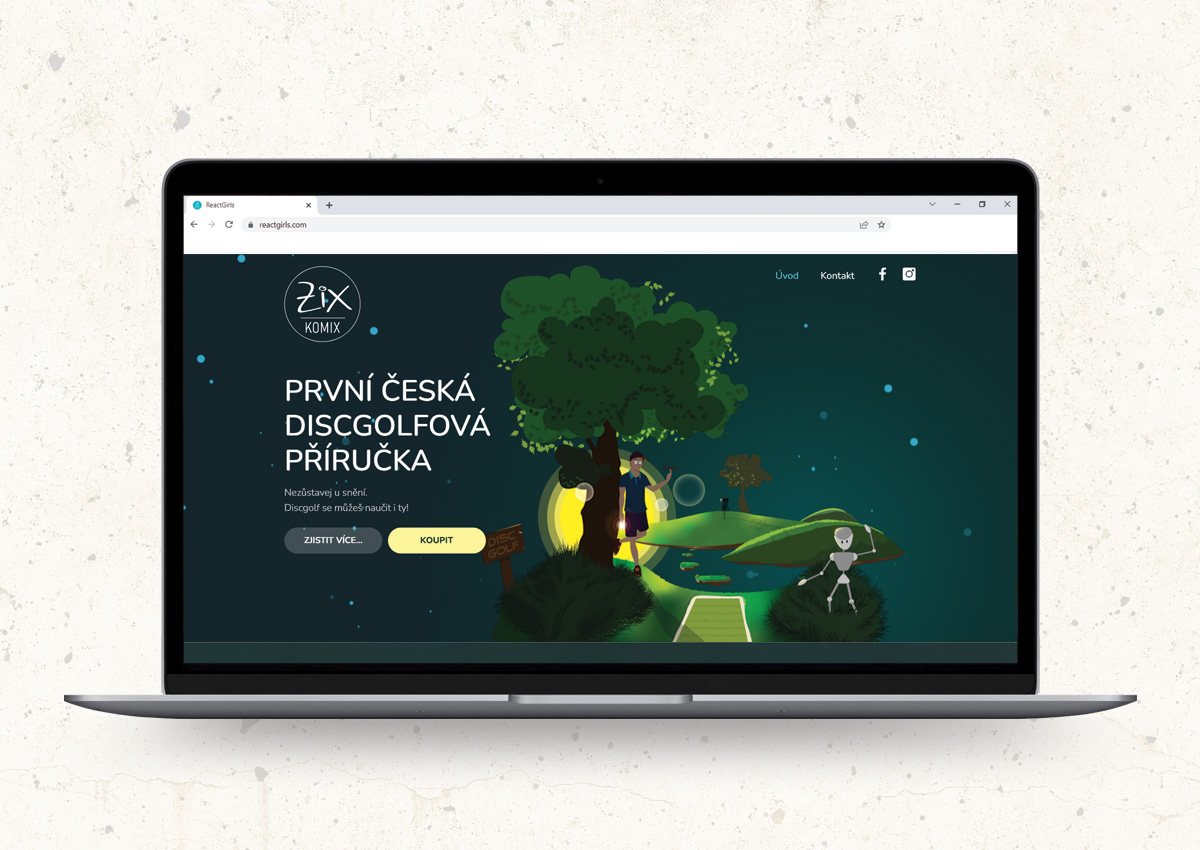 ReactGirls
reactgirls.com
Úvod
Kontakt
Zix
KOMIX
PRVNÍ ČESKÁ
DISCGOLFOVÁ
PŘÍRUČKA
Nezůstavej u snění.
Discgolf se můžeš naučit i ty!
ZJISTIT VÍCE...
KOUPIT
DISC
GOLF